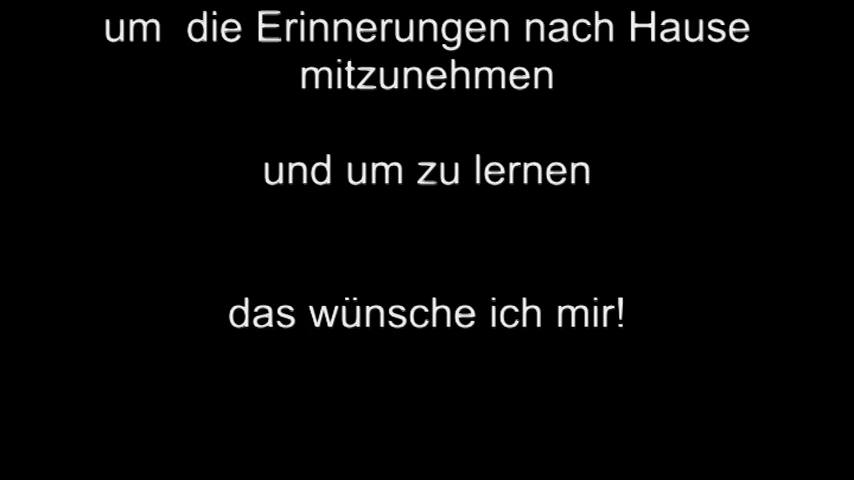 um  die Erinnerungen nach Hause
mitzunehmen
und um zu lernen
das wünsche ich mir!